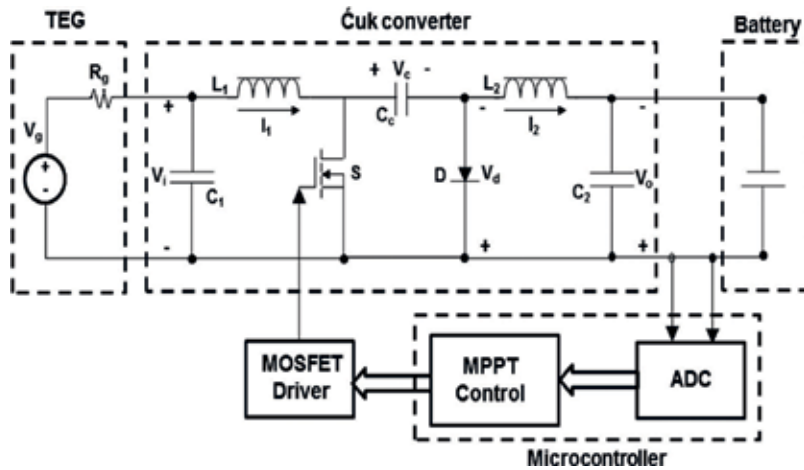 TEG
Ćuk converter
Battery
Rg
Vg
+
-
+
Vi
-
C1
L1
I1
+ Vc -
Cc
S
L2
I2
-
D
Vd
+
-
C2
Vo
+
MOSFET
Driver
MPPT
Control
ADC
Microcontroller